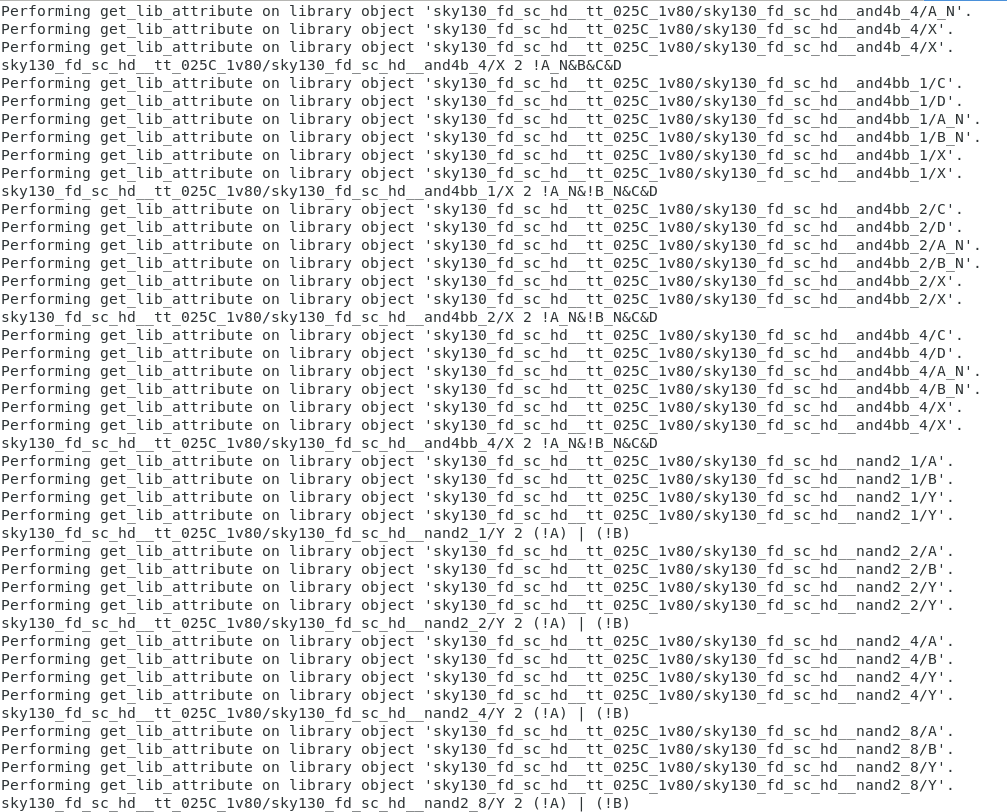 Performing get_lib_attribute on library object 'sky130_fd_sc_hd__tt_025C_1v80/sky130_fd_sc_hd__and4b_4/A_N'.
Performing get_lib_attribute on library object 'sky130_fd_sc_hd__tt_025C_1v80/sky130_fd_sc_hd__and4b_4/X'.
Performing get_lib_attribute on library object 'sky130_fd_sc_hd__tt_025C_1v80/sky130_fd_sc_hd__and4b_4/X'.
sky130_fd_sc_hd__tt_025C_1v80/sky130_fd_sc_hd__and4b_4/X 2 !A_N&B&C&D
Performing get_lib_attribute on library object 'sky130_fd_sc_hd__tt_025C_1v80/sky130_fd_sc_hd__and4bb_1/C'.
Performing get_lib_attribute on library object 'sky130_fd_sc_hd__tt_025C_1v80/sky130_fd_sc_hd__and4bb_1/D'.
Performing get_lib_attribute on library object 'sky130_fd_sc_hd__tt_025C_1v80/sky130_fd_sc_hd__and4bb_1/A_N'.
Performing get_lib_attribute on library object 'sky130_fd_sc_hd__tt_025C_1v80/sky130_fd_sc_hd__and4bb_1/B_N'.
Performing get_lib_attribute on library object 'sky130_fd_sc_hd__tt_025C_1v80/sky130_fd_sc_hd__and4bb_1/X'.
Performing get_lib_attribute on library object 'sky130_fd_sc_hd__tt_025C_1v80/sky130_fd_sc_hd__and4bb_1/X'.
sky130_fd_sc_hd__tt_025C_1v80/sky130_fd_sc_hd__and4bb_1/X 2 !A_N&!B_N&C&D
Performing get_lib_attribute on library object 'sky130_fd_sc_hd__tt_025C_1v80/sky130_fd_sc_hd__and4bb_2/C'.
Performing get_lib_attribute on library object 'sky130_fd_sc_hd__tt_025C_1v80/sky130_fd_sc_hd__and4bb_2/D'.
Performing get_lib_attribute on library object 'sky130_fd_sc_hd__tt_025C_1v80/sky130_fd_sc_hd__and4bb_2/A_N'.
Performing get_lib_attribute on library object 'sky130_fd_sc_hd__tt_025C_1v80/sky130_fd_sc_hd__and4bb_2/B_N'.
Performing get_lib_attribute on library object 'sky130_fd_sc_hd__tt_025C_1v80/sky130_fd_sc_hd__and4bb_2/X'.
Performing get_lib_attribute on library object 'sky130_fd_sc_hd__tt_025C_1v80/sky130_fd_sc_hd__and4bb_2/X'.
sky130_fd_sc_hd__tt_025C_1v80/sky130_fd_sc_hd__and4bb_2/X 2 !A_N&!B_N&C&D
Performing get_lib_attribute on library object 'sky130_fd_sc_hd__tt_025C_1v80/sky130_fd_sc_hd__and4bb_4/C'.
Performing get_lib_attribute on library object 'sky130_fd_sc_hd__tt_025C_1v80/sky130_fd_sc_hd__and4bb_4/D'.
Performing get_lib_attribute on library object 'sky130_fd_sc_hd__tt_025C_1v80/sky130_fd_sc_hd__and4bb_4/A_N'.
Performing get_lib_attribute on library object 'sky130_fd_sc_hd__tt_025C_1v80/sky130_fd_sc_hd__and4bb_4/B_N'.
Performing get_lib_attribute on library object 'sky130_fd_sc_hd__tt_025C_1v80/sky130_fd_sc_hd__and4bb_4/X'.
Performing get_lib_attribute on library object 'sky130_fd_sc_hd__tt_025C_1v80/sky130_fd_sc_hd__and4bb_4/X'.
sky130_fd_sc_hd__tt_025C_1v80/sky130_fd_sc_hd__and4bb_4/X 2 !A_N&!B_N&C&D
Performing get_lib_attribute on library object 'sky130_fd_sc_hd__tt_025C_1v80/sky130_fd_sc_hd__nand2_1/A'.
Performing get_lib_attribute on library object 'sky130_fd_sc_hd__tt_025C_1v80/sky130_fd_sc_hd__nand2_1/B'.
Performing get_lib_attribute on library object 'sky130_fd_sc_hd__tt_025C_1v80/sky130_fd_sc_hd__nand2_1/Y'.
Performing get_lib_attribute on library object 'sky130_fd_sc_hd__tt_025C_1v80/sky130_fd_sc_hd__nand2_1/Y'.
sky130_fd_sc_hd__tt_025C_1v80/sky130_fd_sc_hd__nand2_1/Y 2 (!A) | (!B)
Performing get_lib_attribute on library object 'sky130_fd_sc_hd__tt_025C_1v80/sky130_fd_sc_hd__nand2_2/A'.
Performing get_lib_attribute on library object 'sky130_fd_sc_hd__tt_025C_1v80/sky130_fd_sc_hd__nand2_2/B'.
Performing get_lib_attribute on library object 'sky130_fd_sc_hd__tt_025C_1v80/sky130_fd_sc_hd__nand2_2/Y'.
Performing get_lib_attribute on library object 'sky130_fd_sc_hd__tt_025C_1v80/sky130_fd_sc_hd__nand2_2/Y'.
sky130_fd_sc_hd__tt_025C_1v80/sky130_fd_sc_hd__nand2_2/Y 2 (!A) | (!B)
Performing get_lib_attribute on library object 'sky130_fd_sc_hd__tt_025C_1v80/sky130_fd_sc_hd__nand2_4/A'.
Performing get_lib_attribute on library object 'sky130_fd_sc_hd__tt_025C_1v80/sky130_fd_sc_hd__nand2_4/B'.
Performing get_lib_attribute on library object 'sky130_fd_sc_hd__tt_025C_1v80/sky130_fd_sc_hd__nand2_4/Y'.
Performing get_lib_attribute on library object 'sky130_fd_sc_hd__tt_025C_1v80/sky130_fd_sc_hd__nand2_4/Y'.
sky130_fd_sc_hd__tt_025C_1v80/sky130_fd_sc_hd__nand2_4/Y 2 (!A) | (!B)
Performing get_lib_attribute on library object 'sky130_fd_sc_hd__tt_025C_1v80/sky130_fd_sc_hd__nand2_8/A'.
Performing get_lib_attribute on library object 'sky130_fd_sc_hd__tt_025C_1v80/sky130_fd_sc_hd__nand2_8/B'.
Performing get_lib_attribute on library object 'sky130_fd_sc_hd__tt_025C_1v80/sky130_fd_sc_hd__nand2_8/Y'.
Performing get_lib_attribute on library object 'sky130_fd_sc_hd__tt_025C_1v80/sky130_fd_sc_hd__nand2_8/Y'.
sky130_fd_sc_hd__tt_025C_1v80/sky130_fd_sc_hd__nand2_8/Y 2 (!A) | (!B)